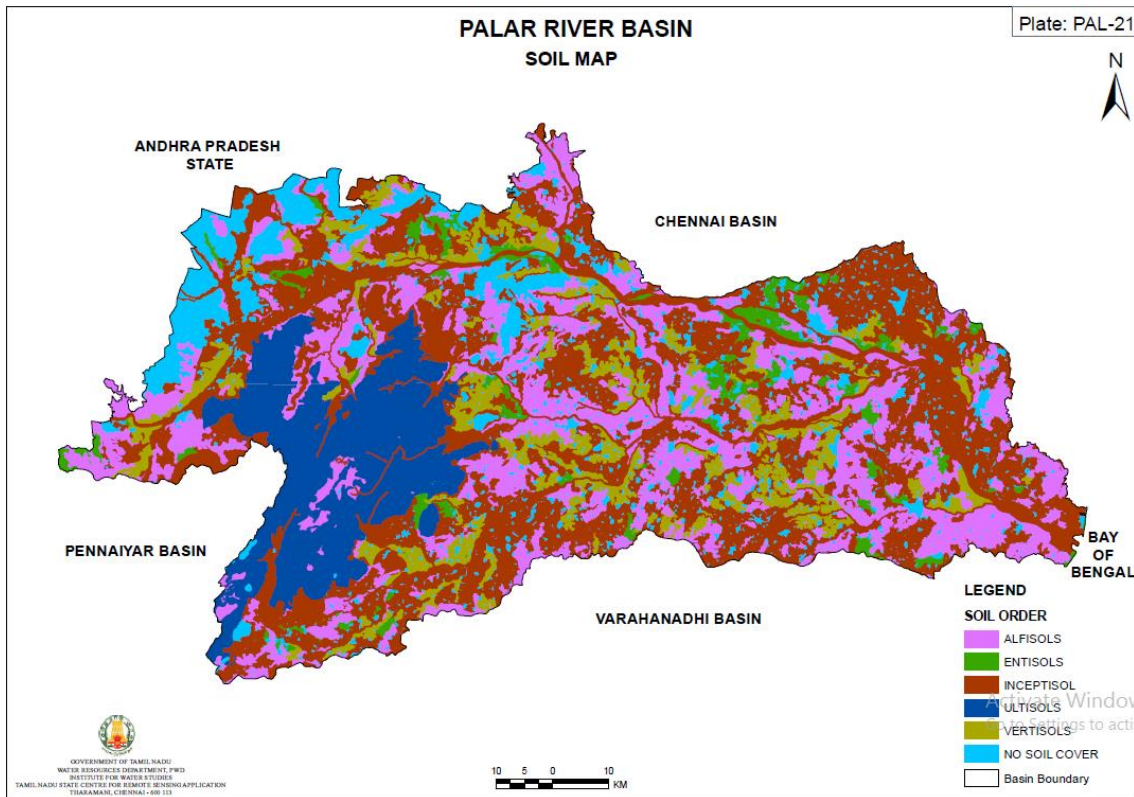 PALAR RIVER BASIN
SOIL MAP
Plate: PAL-21
N
ANDHRA PRADESH
STATE
CHENNAI BASIN
PENNAIYAR BASIN
VARAHANADHI BASIN
BAY
OF
BENGAL
LEGEND
SOIL ORDER
ALFISOLS
ENTISOLS
INCEPTISOL
ULTISOLS
VERTISOLS
NO SOIL COVER
Basin Boundary
Activate Window
Go to Settings to acti
10 5 0 10
KM
GOVERNMENT OF TAMIL NADU
WATER RESOURCES DEPARTMENT, PWD
INSTITUTE FOR WATER STUDIES
TAMIL NADU STATE CENTRE FOR REMOTE SENSING APPLICATION
THARAMANI, CHENNAI - 600 113